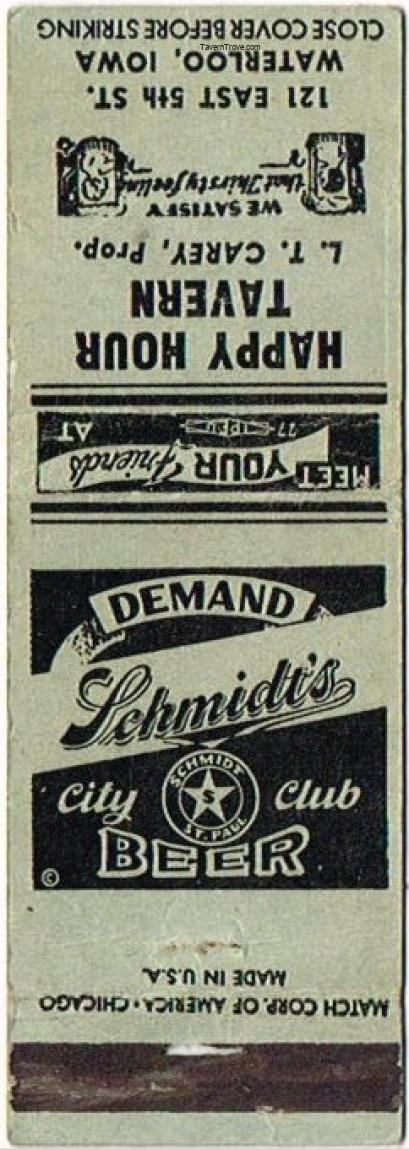 TavernTrove.com
MEET YOUR Friends AT
HAPPY HOUR
TAVERN
L. T. CAREY, Prop.
WE SATISFY
that Thirsty feeling
121 EAST 5th ST.
WATERLOO, IOWA
CLOSE COVER BEFORE STRIKING
DEMAND
Schmidt's
SCHMIDT
City S Club
ST. PAUL
BEER
©
MATCH CORP. OF AMERICA • CHICAGO
MADE IN U.S.A.